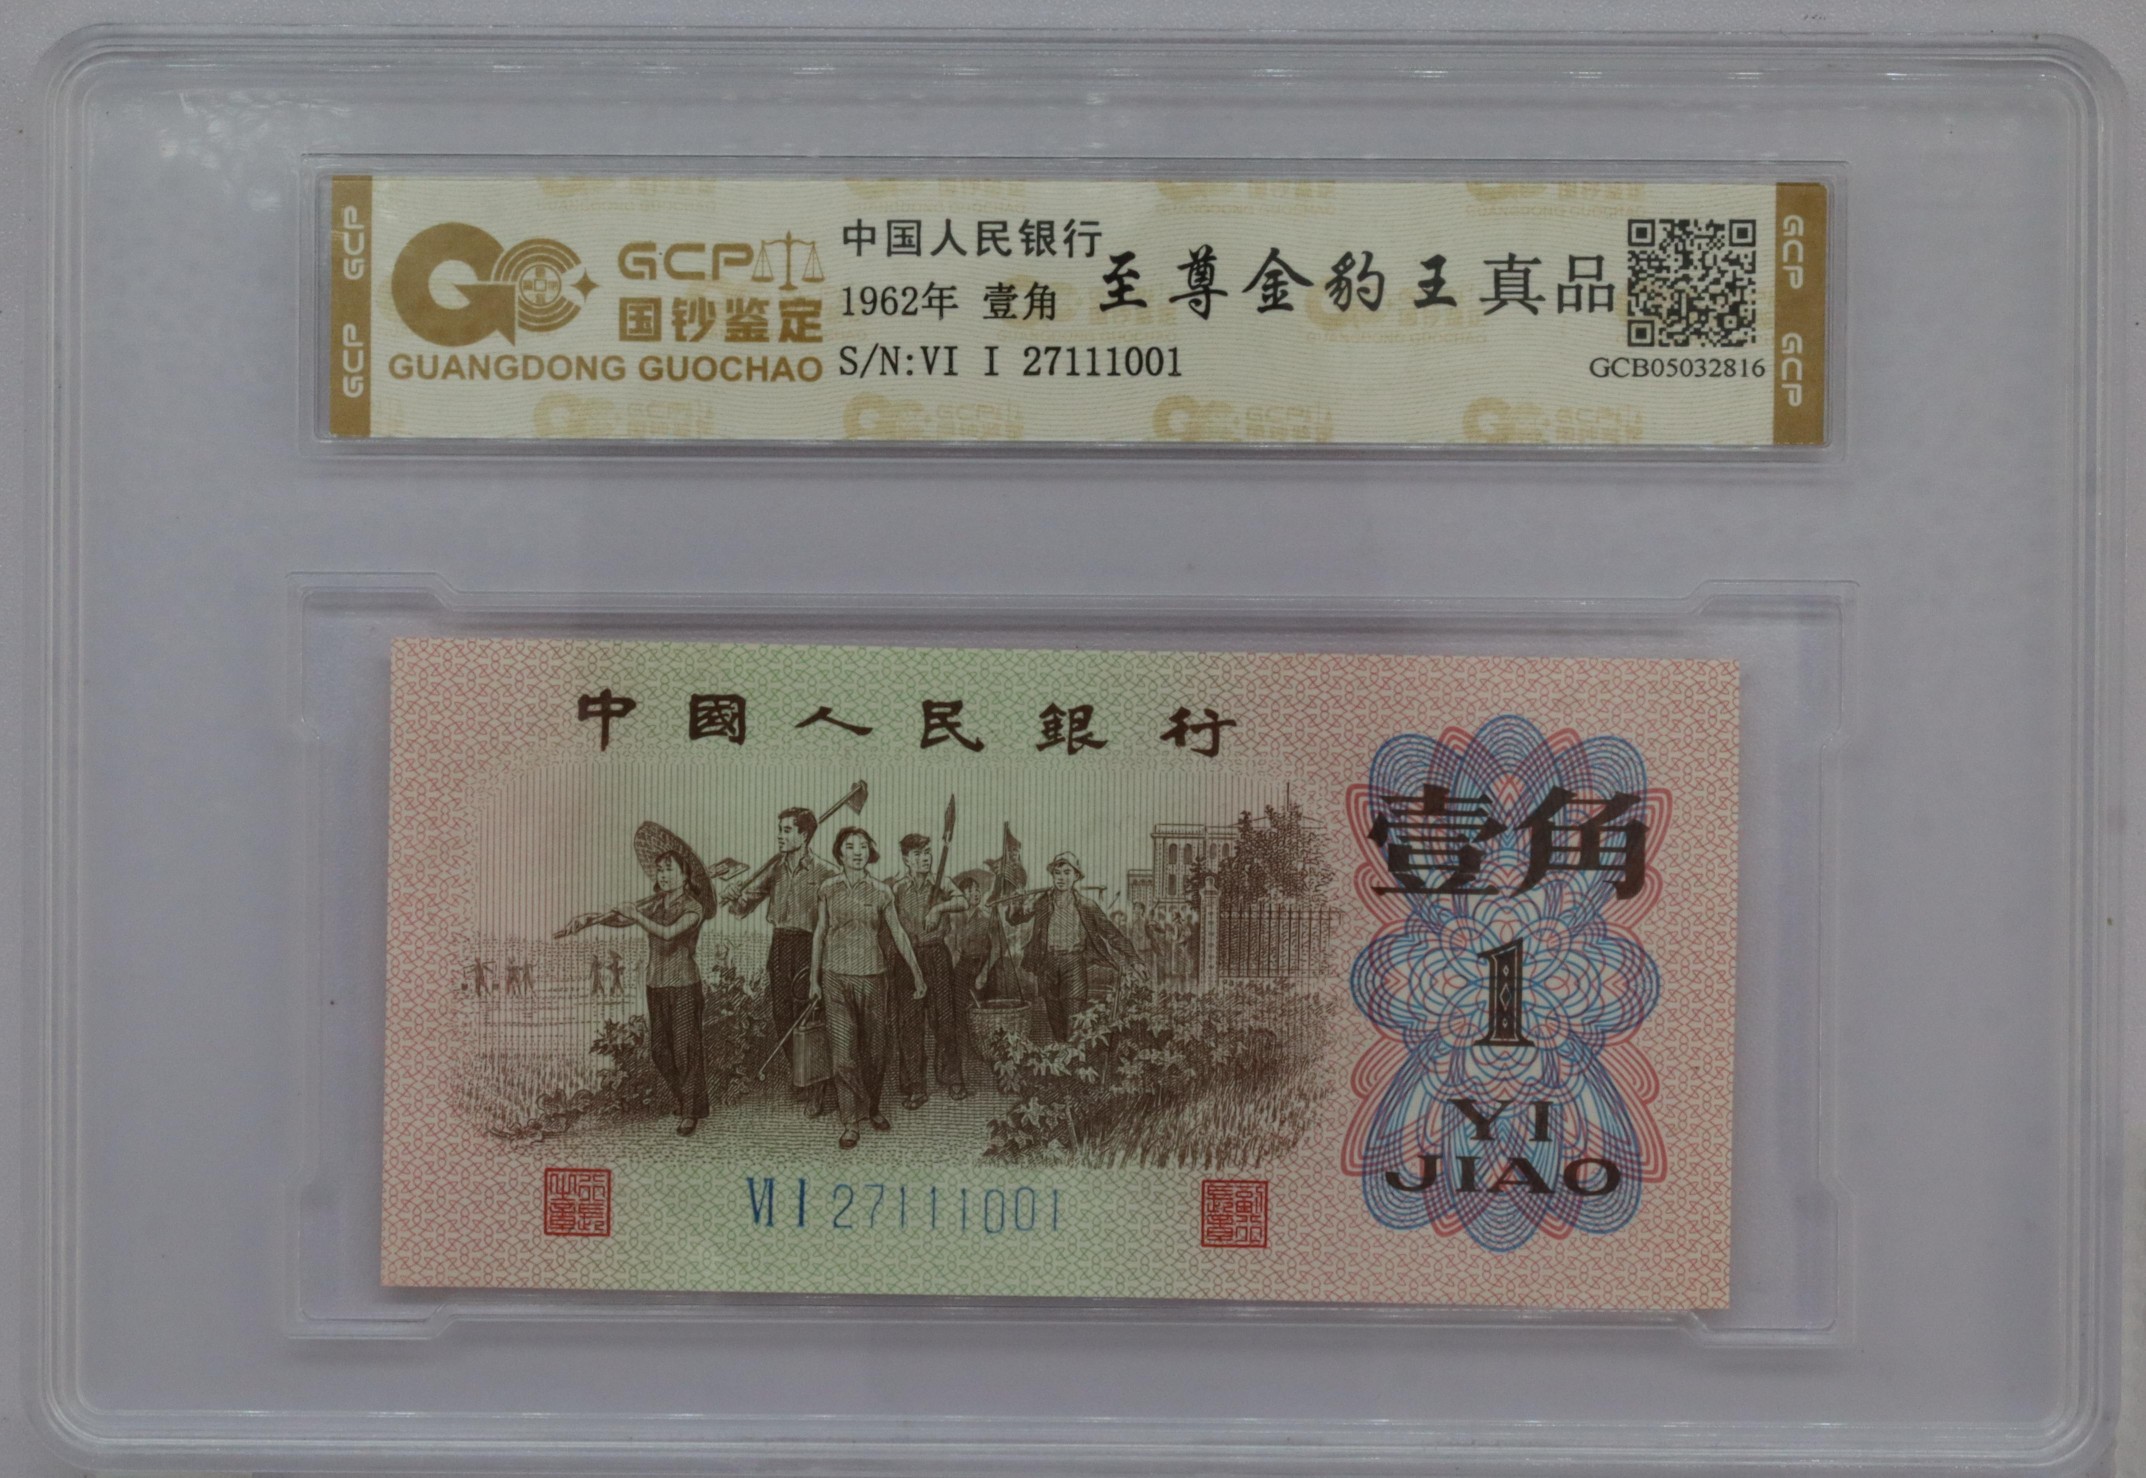 GCP GCP
GCP
国钞鉴定
GUANGDONG GUOCHAO
中国人民银行
1962年 壹角
S/N:VI I 27111001
至尊金豹王真品
GCB05032816
GCP GCP
中國人民銀行
壹角
1
YI
JIAO
VI I 27111001